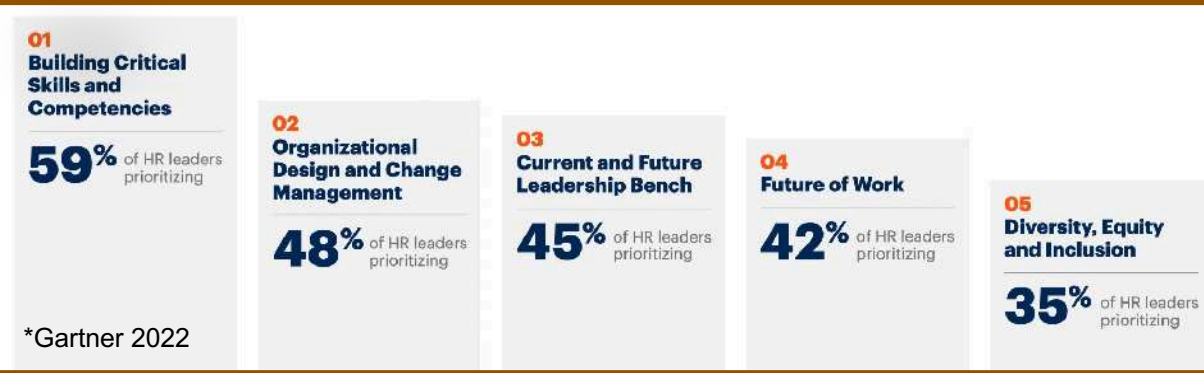 01
Building Critical
Skills and
Competencies
59% of HR leaders
prioritizing
*Gartner 2022
02
Organizational
Design and Change
Management
48% of HR leaders
prioritizing
03
Current and Future
Leadership Bench
45% of HR leaders
prioritizing
04
Future of Work
42% of HR leaders
prioritizing
05
Diversity, Equity
and Inclusion
35% of HR leaders
prioritizing